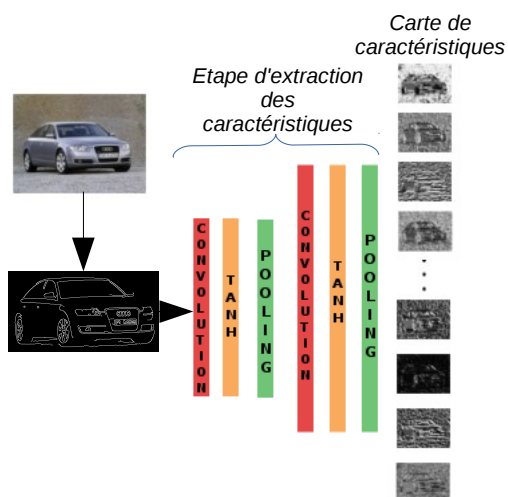 Carte de
caractéristiques
Etape d'extraction
des
caractéristiques
CONVOLUTION
TANH
POOLING
CONVOLUTION
TANH
POOLING